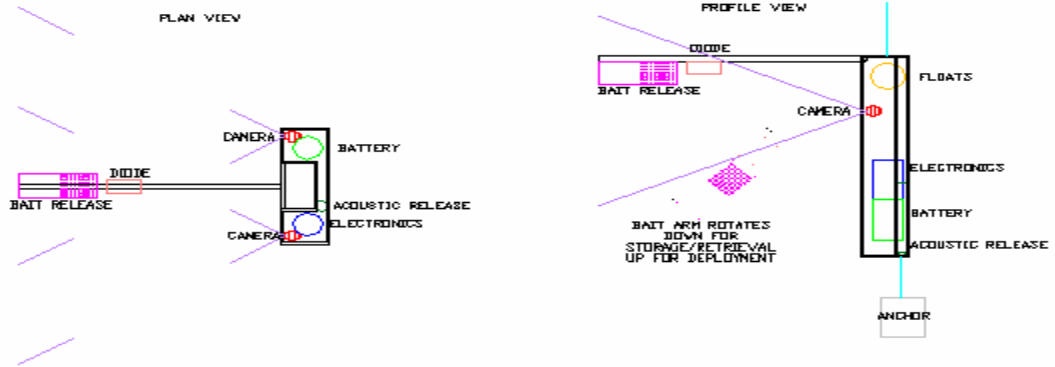 PLAN VIEW
CAMERA
BATTERY
DIODE
BAIT RELEASE
ACOUSTIC RELEASE
ELECTRONICS
CAMERA
PROFILE VIEW
DIODE
FLOATS
BAIT RELEASE
CAMERA
ELECTRONICS
BATTERY
BAIT ARM ROTATES
DOWN FOR
STORAGE/RETRIEVAL
UP FOR DEPLOYMENT
ACOUSTIC RELEASE
ANCHOR